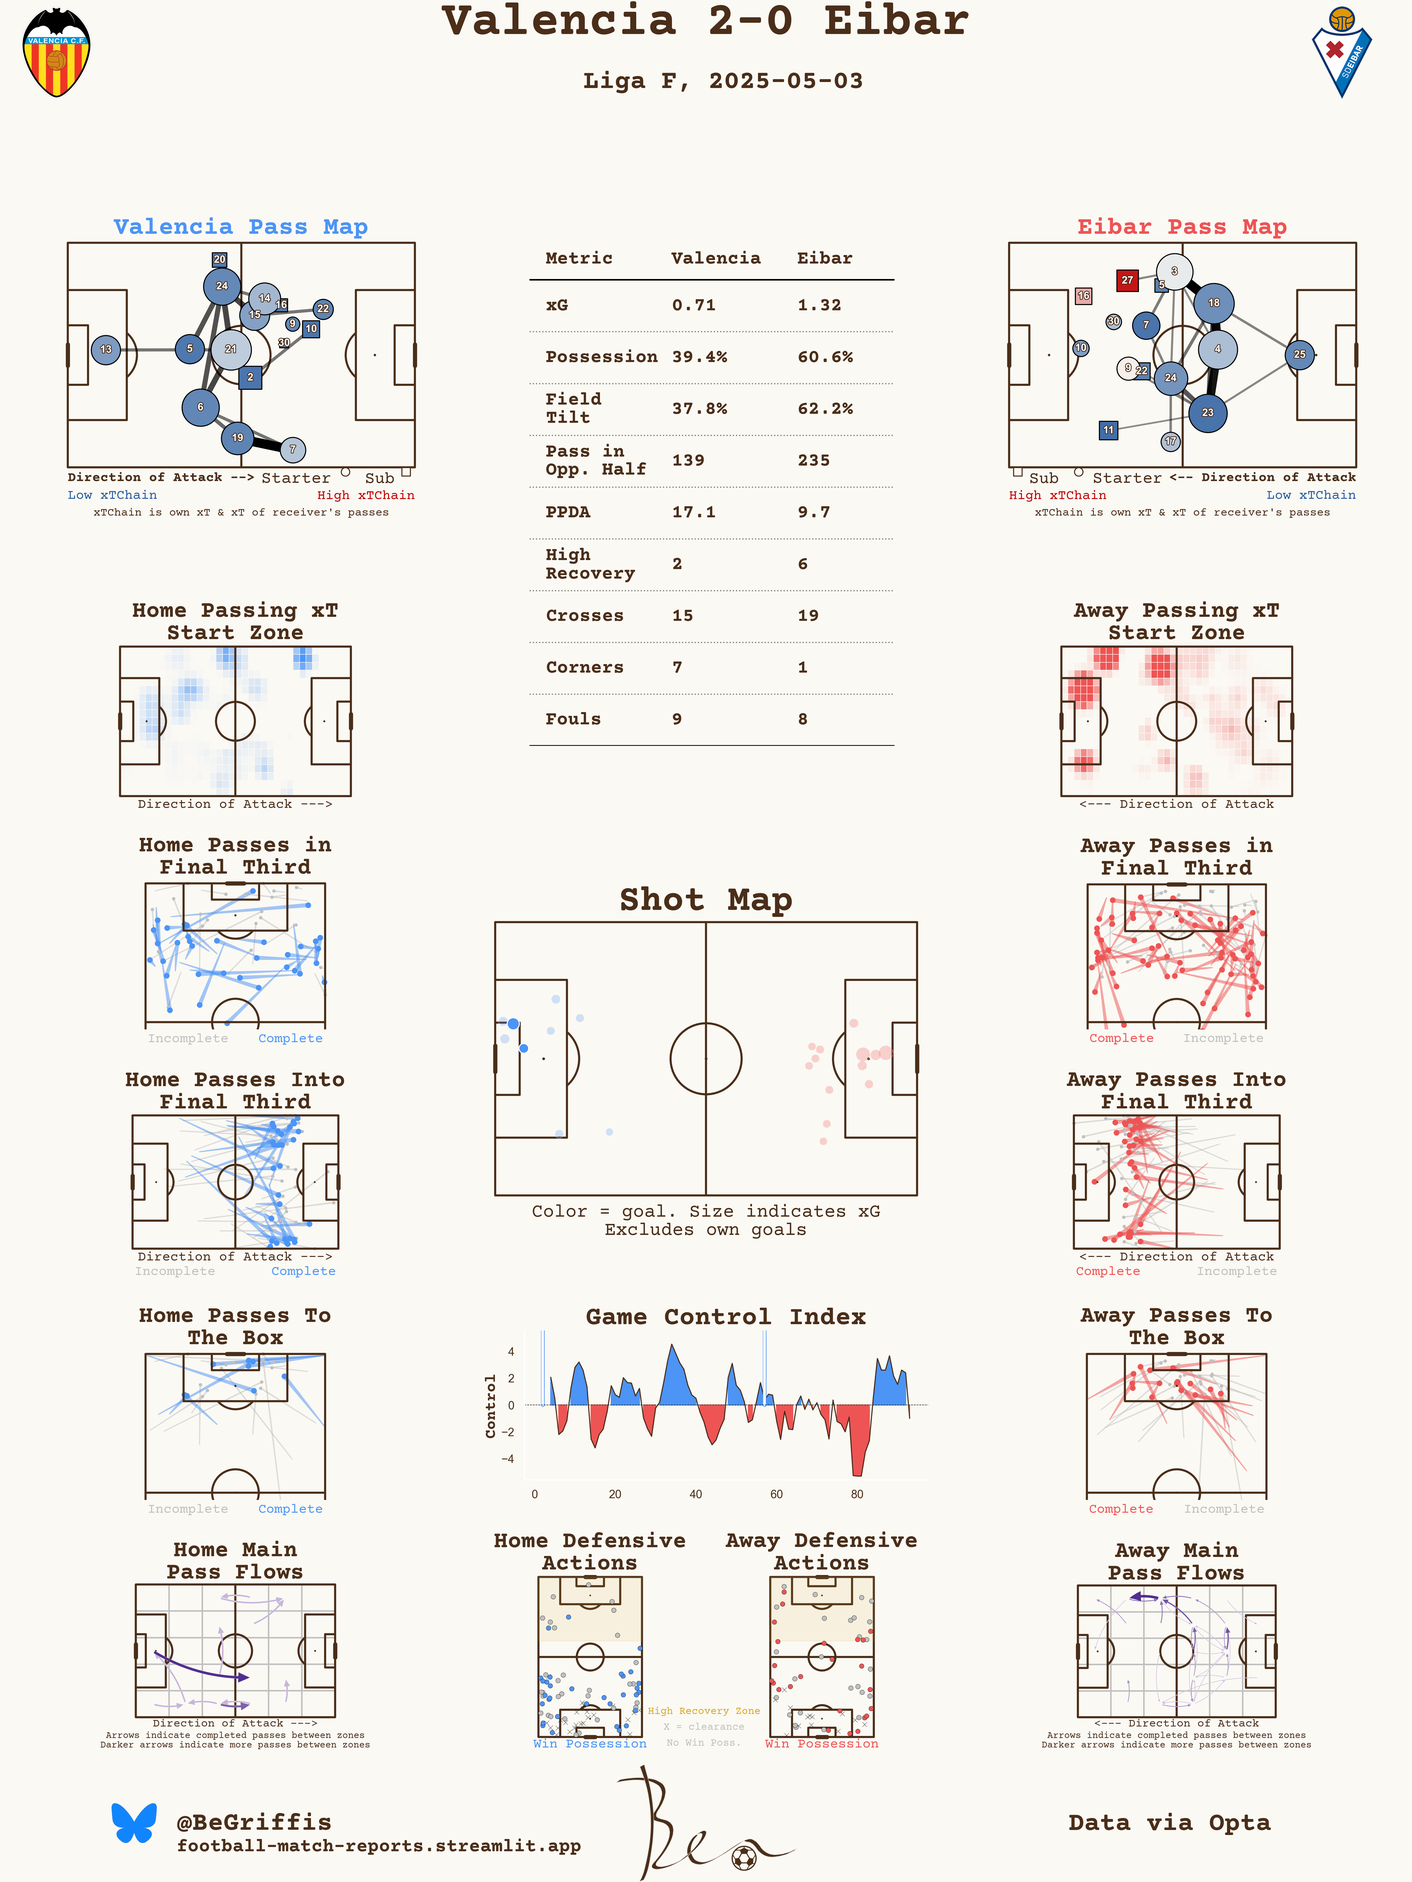 Valencia 2-0 Eibar
Liga F, 2025-05-03
VALENCIA C.F.
SD EIBAR
Valencia Pass Map
20
24
14
16
15
22
9
10
13
5
21
30
2
6
19
7
Direction of Attack --> Starter Sub
Low xTChain High xTChain
xTChain is own xT & xT of receiver's passes
Metric Valencia Eibar
xG 0.71 1.32
Possession 39.4% 60.6%
Field
Tilt 37.8% 62.2%
Pass in
Opp. Half 139 235
PPDA 17.1 9.7
High
Recovery 2 6
Crosses 15 19
Corners 7 1
Fouls 9 8
Eibar Pass Map
3
27
5
16
18
30
7
10
4
25
9
22
24
23
11
17
Sub Starter <-- Direction of Attack
High xTChain Low xTChain
xTChain is own xT & xT of receiver's passes
Home Passing xT
Start Zone
Direction of Attack --->
Away Passing xT
Start Zone
<--- Direction of Attack
Home Passes in
Final Third
Incomplete Complete
Away Passes in
Final Third
Complete Incomplete
Shot Map
Color = goal. Size indicates xG
Excludes own goals
Home Passes Into
Final Third
Direction of Attack --->
Incomplete Complete
Away Passes Into
Final Third
<--- Direction of Attack
Complete Incomplete
Home Passes To
The Box
Incomplete Complete
Game Control Index
Control
4
2
0
−2
−4
0 20 40 60 80
Away Passes To
The Box
Complete Incomplete
Home Main
Pass Flows
Direction of Attack --->
Arrows indicate completed passes between zones
Darker arrows indicate more passes between zones
Home Defensive
Actions
Win Possession
Away Defensive
Actions
Win Possession
High Recovery Zone
X = clearance
No Win Poss.
Away Main
Pass Flows
<--- Direction of Attack
Arrows indicate completed passes between zones
Darker arrows indicate more passes between zones
@BeGriffis
football-match-reports.streamlit.app
Ben
Data via Opta